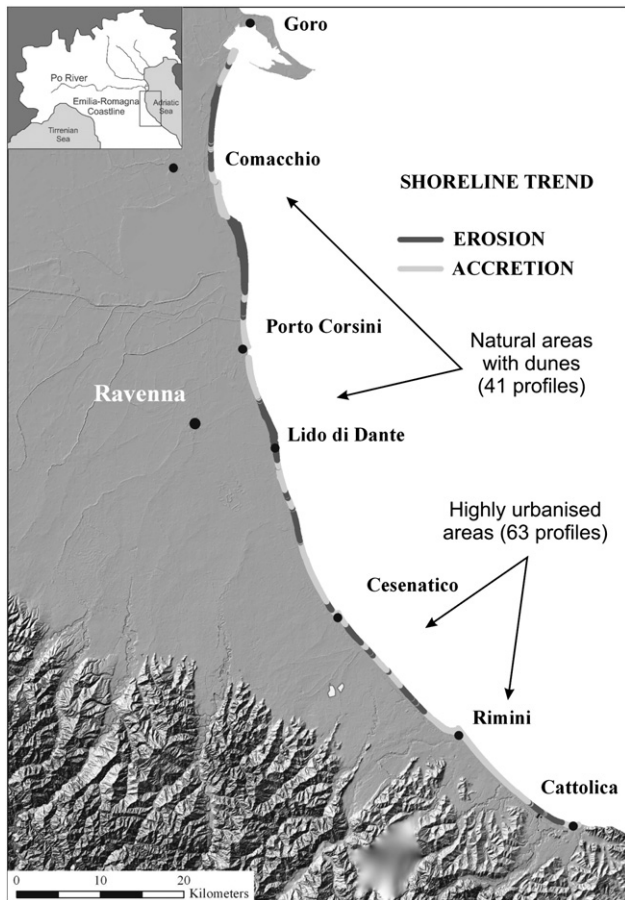 Goro
Po River
Emilia-Romagna
Coastline
Adriatic
Sea
Tirrenian
Sea
Comacchio
SHORELINE TREND
EROSION
ACCRETION
Porto Corsini
Natural areas
with dunes
(41 profiles)
Ravenna
Lido di Dante
Highly urbanised
areas (63 profiles)
Cesenatico
Rimini
Cattolica
0 10 20
Kilometers